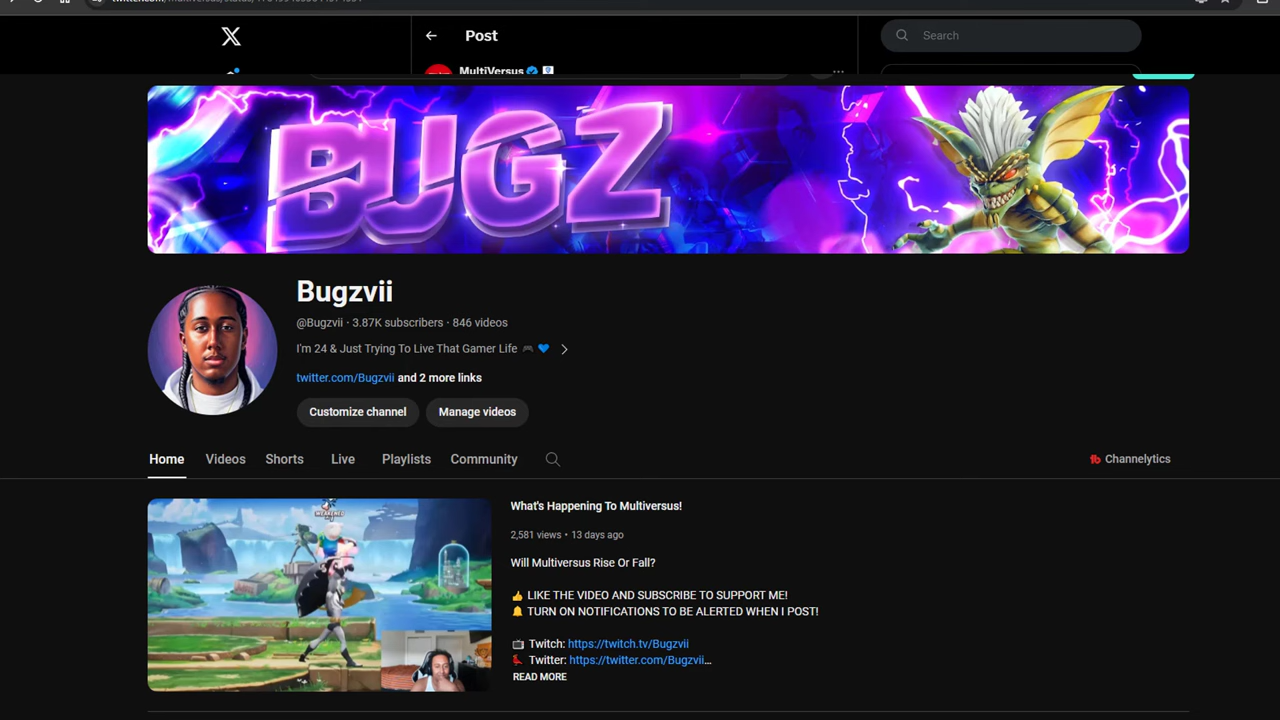 Post
Search
MultiVersus
BUGZ
Bugzvii
@Bugzvii · 3.87K subscribers · 846 videos
I'm 24 & Just Trying To Live That Gamer Life 🎮 💙
twitter.com/Bugzvii and 2 more links
Customize channel
Manage videos
Home
Videos
Shorts
Live
Playlists
Community
Channelytics
WEAKENED
What's Happening To Multiversus!
2,581 views • 13 days ago
Will Multiversus Rise Or Fall?
👍 LIKE THE VIDEO AND SUBSCRIBE TO SUPPORT ME!
🔔 TURN ON NOTIFICATIONS TO BE ALERTED WHEN I POST!
📺 Twitch: https://twitch.tv/Bugzvii
Twitter: https://twitter.com/Bugzvii...
READ MORE